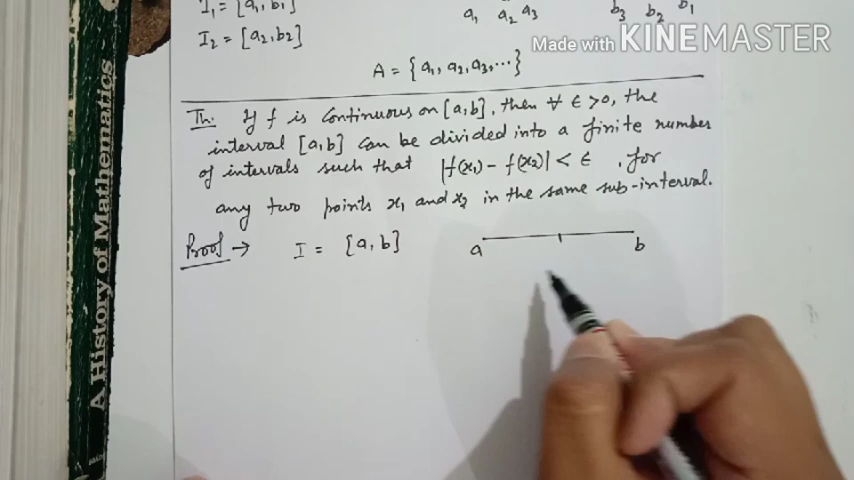 I₁ = [a₁, b₁]
I₂ = [a₂, b₂]
a₁ a₂ a₃ b₃ b₂ b₁
A = {a₁, a₂, a₃, ...}
Made with KINEMASTER
Th. If f is continuous on [a, b], then ∀ ϵ > 0, the
interval [a, b] can be divided into a finite number
of intervals such that |f(x₁) - f(x₂)| < ϵ , for
any two points x₁ and x₂ in the same sub-interval.
Proof → I = [a, b] a b
A History of Mathematics